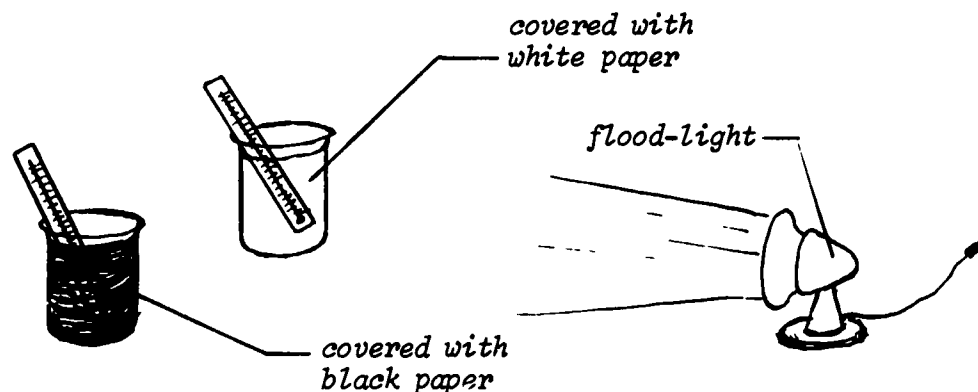 covered with
white paper
flood-light
covered with
black paper